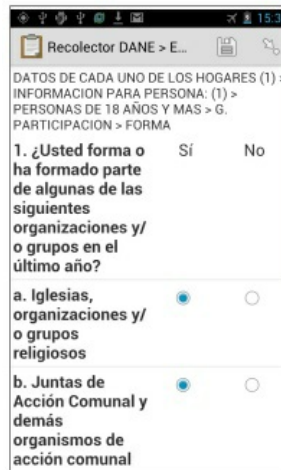 15:3
Recolector DANE > E...
DATOS DE CADA UNO DE LOS HOGARES (1) >
INFORMACION PARA PERSONA: (1) >
PERSONAS DE 18 AÑOS Y MAS > G.
PARTICIPACION > FORMA
1. ¿Usted forma o Sí No
ha formado parte
de algunas de las
siguientes
organizaciones y/
o grupos en el
último año?
a. Iglesias,
organizaciones y/
o grupos
religiosos
b. Juntas de
Acción Comunal y
demás
organismos de
acción comunal